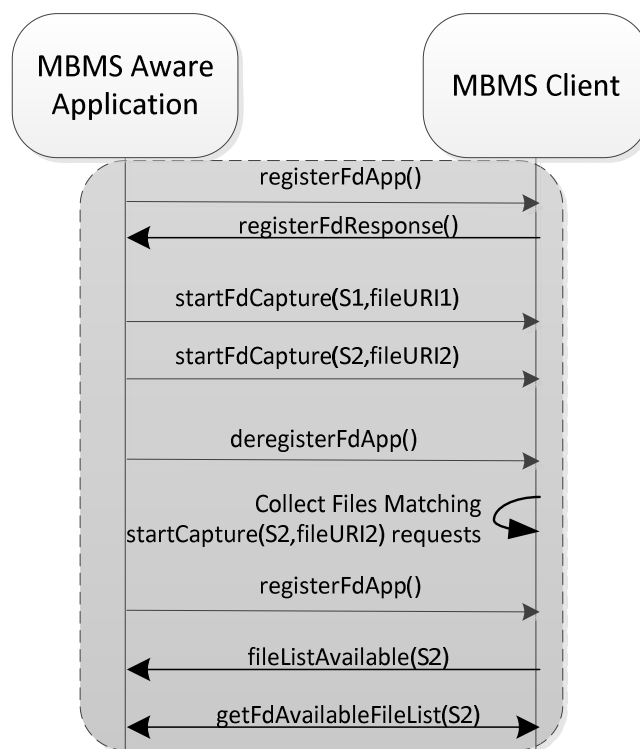 MBMS Aware
Application
MBMS Client
registerFdApp()
registerFdResponse()
startFdCapture(S1,fileURI1)
startFdCapture(S2,fileURI2)
deregisterFdApp()
Collect Files Matching
startCapture(S2,fileURI2) requests
registerFdApp()
fileListAvailable(S2)
getFdAvailableFileList(S2)